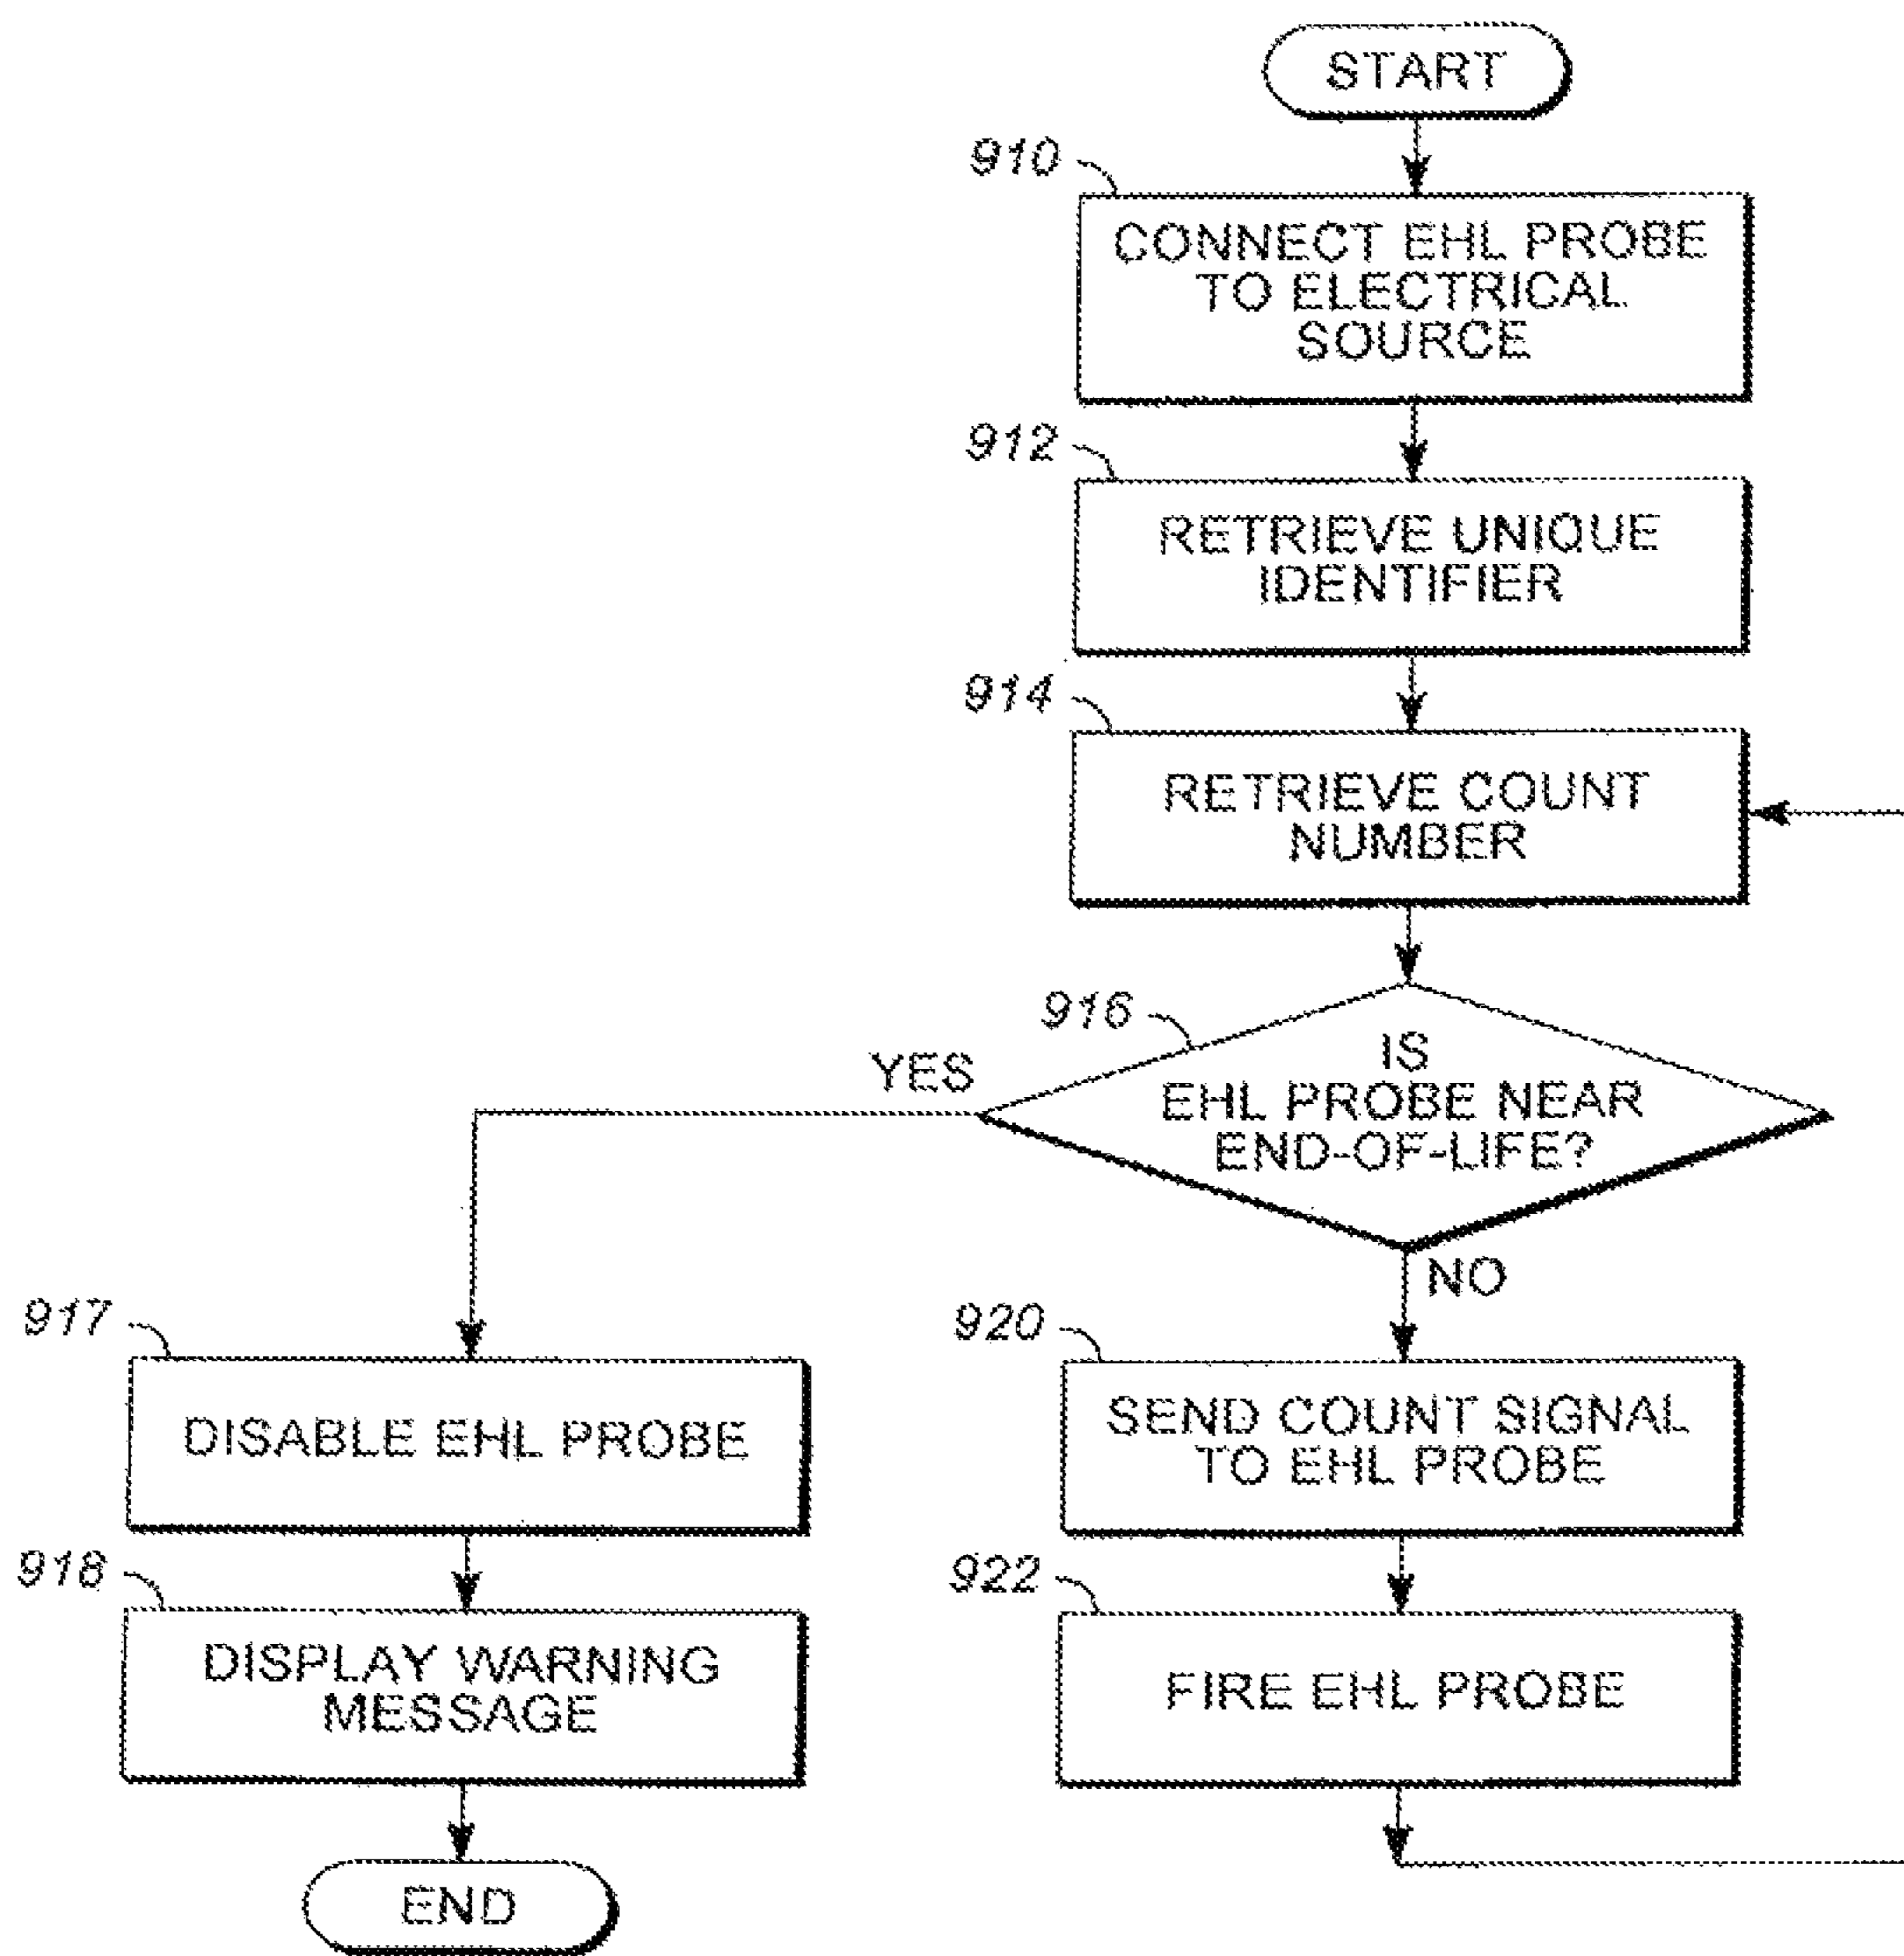 START
910
CONNECT EHL PROBE
TO ELECTRICAL
SOURCE
912
RETRIEVE UNIQUE
IDENTIFIER
914
RETRIEVE COUNT
NUMBER
916
IS
EHL PROBE NEAR
END-OF-LIFE?
YES
NO
917
DISABLE EHL PROBE
918
DISPLAY WARNING
MESSAGE
END
920
SEND COUNT SIGNAL
TO EHL PROBE
922
FIRE EHL PROBE